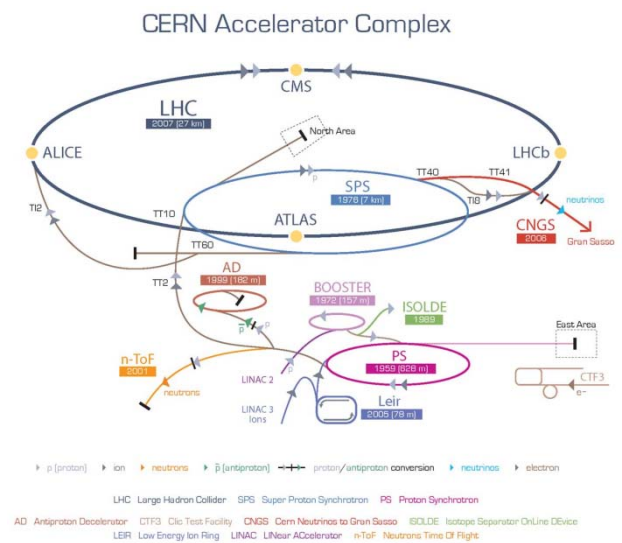 CERN Accelerator Complex
CMS
LHC
2007 (27 km)
North Area
ALICE
LHCb
p
TT40
TT41
SPS
1976 (7 km)
TI8
TI2
TT10
neutrinos
ATLAS
CNGS
2006
Gran Sasso
TT60
AD
1999 (182 m)
TT2
BOOSTER
1972 (157 m)
ISOLDE
1989
p̄
p
East Area
n-ToF
2001
PS
1959 (628 m)
LINAC 2
p
neutrons
CTF3
e-
LINAC 3
Ions
Leir
2005 (78 m)
p (proton) ion neutrons p̄ (antiproton) proton/antiproton conversion neutrinos electron
LHC Large Hadron Collider SPS Super Proton Synchrotron PS Proton Synchrotron
AD Antiproton Decelerator CTF3 Clic Test Facility CNGS Cern Neutrinos to Gran Sasso ISOLDE Isotope Separator OnLine DEvice
LEIR Low Energy Ion Ring LINAC LINear ACcelerator n-ToF Neutrons Time Of Flight